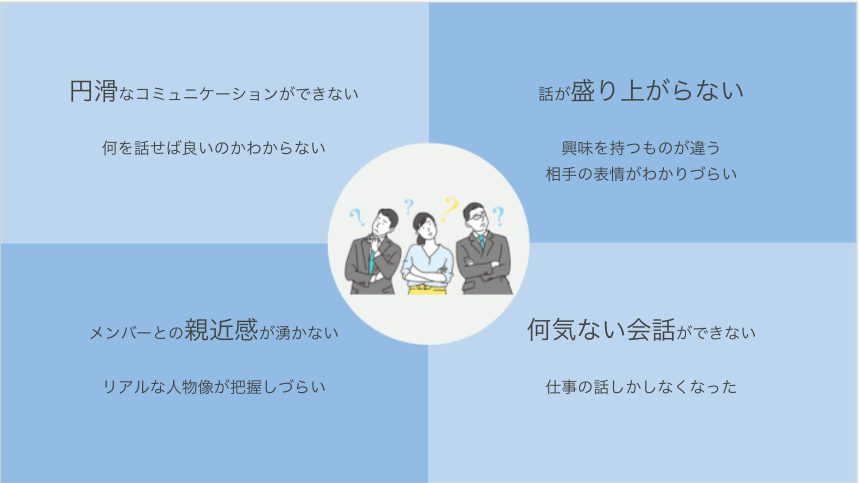 円滑なコミュニケーションができない
何を話せば良いのかわからない
話が盛り上がらない
興味を持つものが違う
相手の表情がわかりづらい
? ? ? ?
メンバーとの親近感が湧かない
リアルな人物像が把握しづらい
何気ない会話ができない
仕事の話しかしなくなった